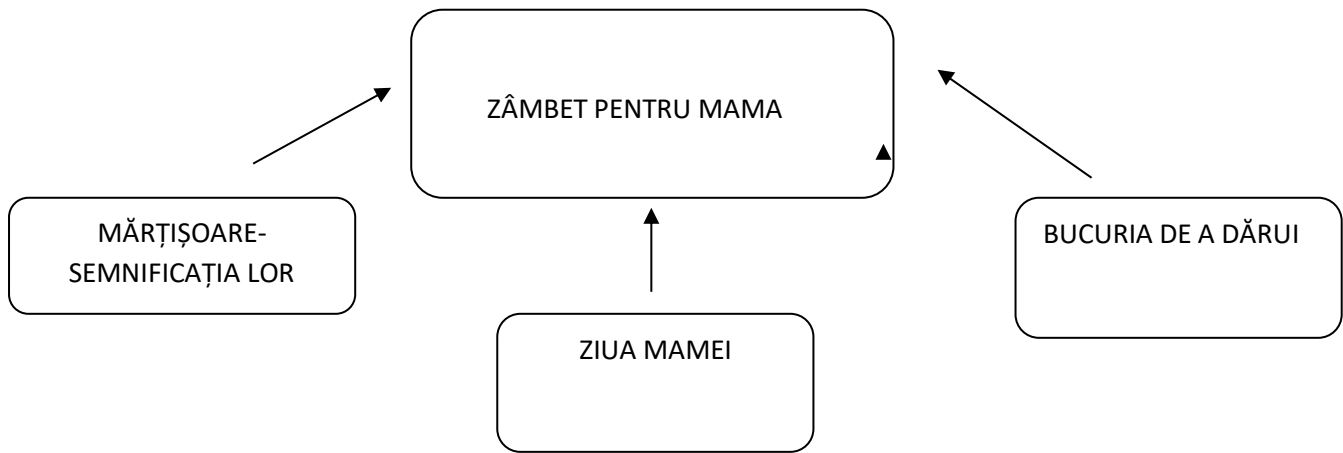 ZÂMBET PENTRU MAMA
MĂRȚIȘOARE-
SEMNIFICAȚIA LOR
BUCURIA DE A DĂRUI
ZIUA MAMEI